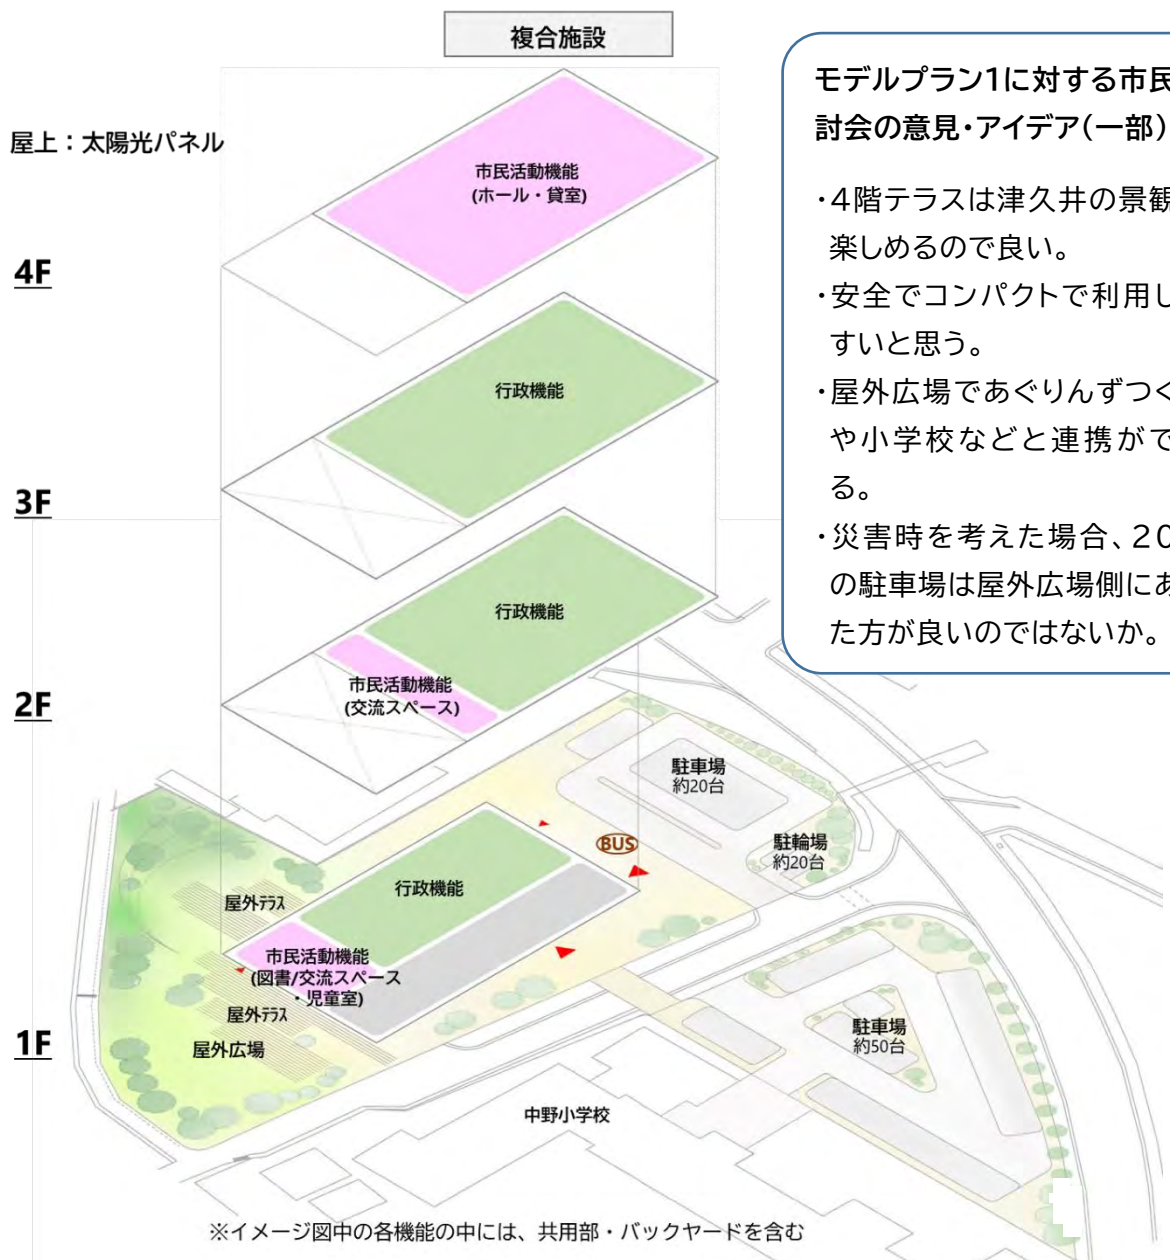 複合施設
屋上：太陽光パネル
4F
市民活動機能
(ホール・貸室)
3F
行政機能
2F
行政機能
市民活動機能
(交流スペース)
1F
行政機能
市民活動機能
(図書/交流スペース
・児童室)
屋外テラス
屋外テラス
屋外広場
BUS
駐車場
約20台
駐輪場
約20台
駐車場
約50台
中野小学校
※イメージ図中の各機能の中には、共用部・バックヤードを含む
モデルプラン1に対する市民
討会の意見・アイデア(一部)
・4階テラスは津久井の景観
楽しめるので良い。
・安全でコンパクトで利用し
すいと思う。
・屋外広場であぐりんずつく
や小学校などと連携がで
る。
・災害時を考えた場合、20
の駐車場は屋外広場側にあ
た方が良いのではないか。